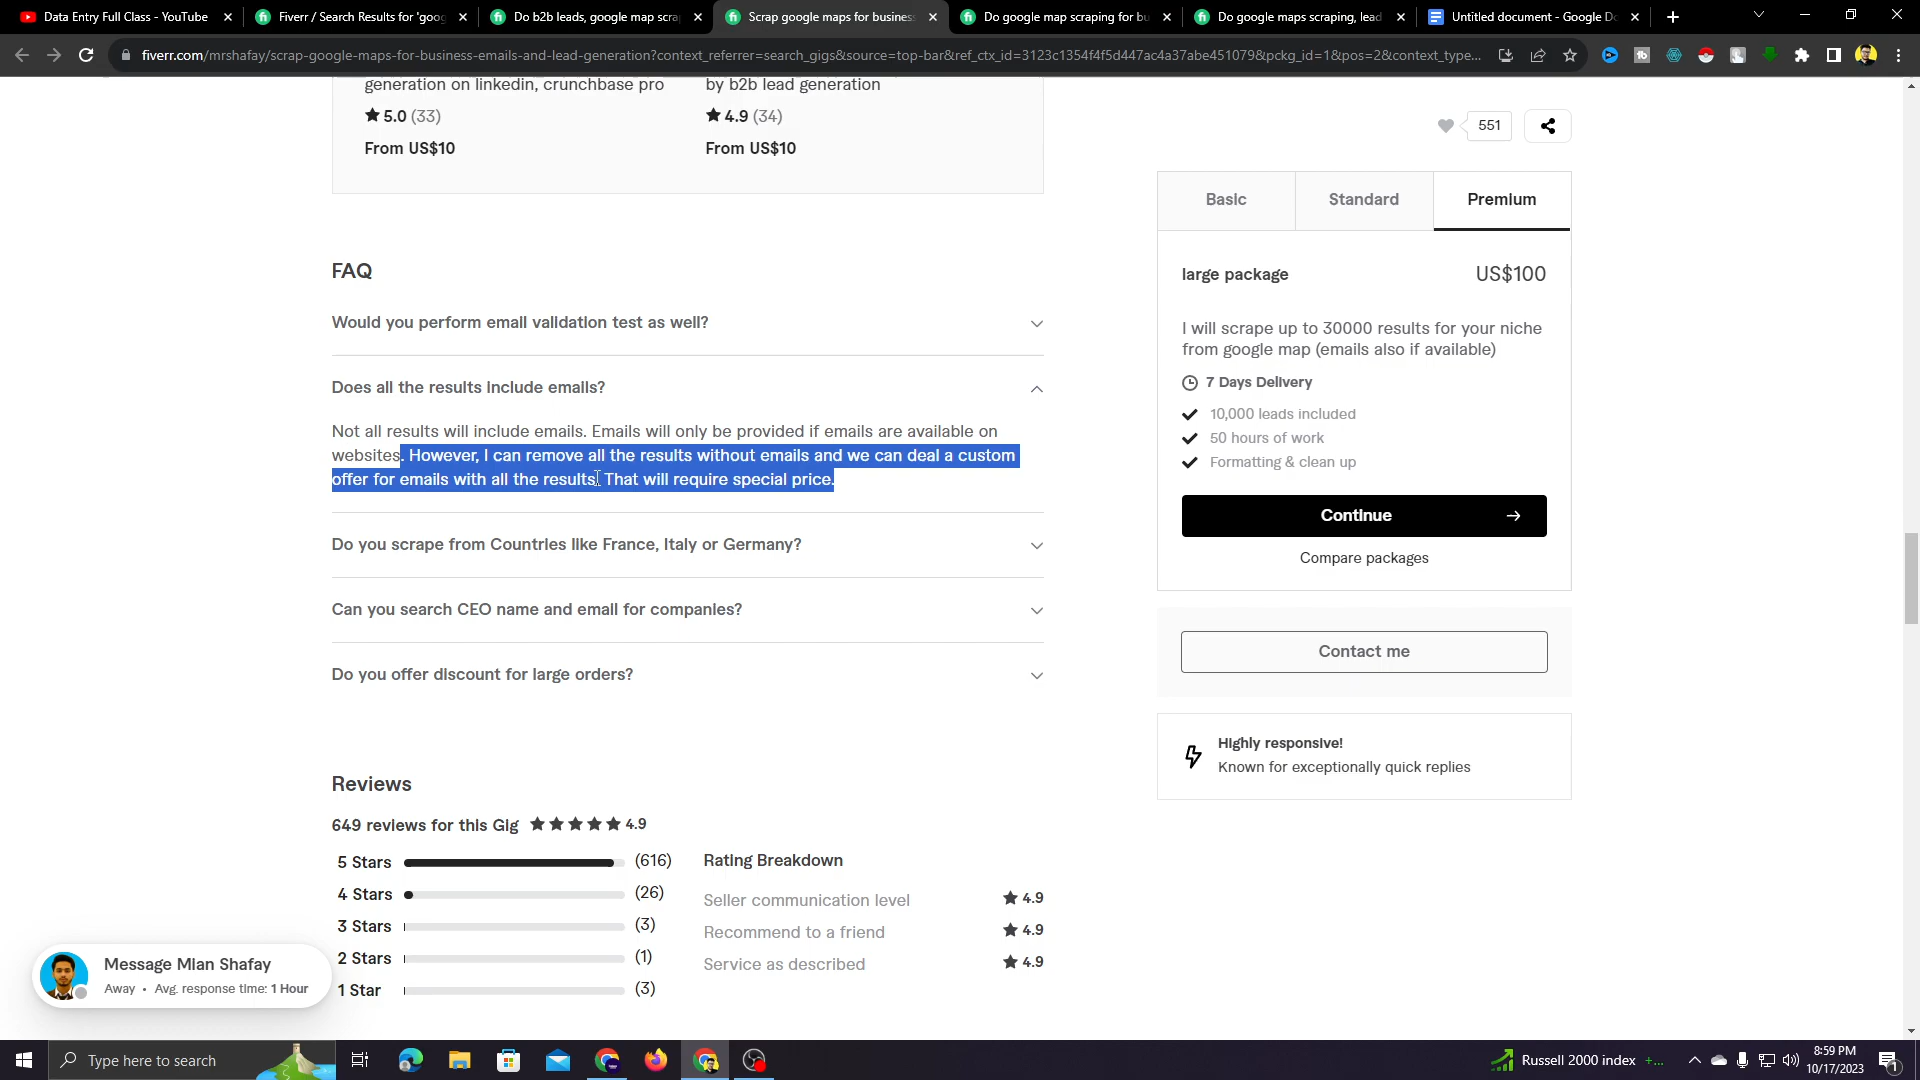 Data Entry Full Class - YouTube
Fiverr / Search Results for 'goog
Do b2b leads, google map scra
Scrap google maps for business
Do google map scraping for bu
Do google maps scraping, lead
Untitled document - Google Do
fiverr.com/mrshafay/scrap-google-maps-for-business-emails-and-lead-generation?context_referrer=search_gigs&source=top-bar&ref_ctx_id=3123c1354f4f5d447ac4a37abe451079&pckg_id=1&pos=2&context_type...
generation on linkedin, crunchbase pro
by b2b lead generation
5.0 (33)
4.9 (34)
From US$10
From US$10
551
Basic
Standard
Premium
large package
US$100
I will scrape up to 30000 results for your niche
from google map (emails also if available)
7 Days Delivery
10,000 leads included
50 hours of work
Formatting & clean up
Continue
Compare packages
Contact me
Highly responsive!
Known for exceptionally quick replies
FAQ
Would you perform email validation test as well?
Does all the results include emails?
Not all results will include emails. Emails will only be provided if emails are available on
websites. However, I can remove all the results without emails and we can deal a custom
offer for emails with all the results. That will require special price.
Do you scrape from Countries like France, Italy or Germany?
Can you search CEO name and email for companies?
Do you offer discount for large orders?
Reviews
649 reviews for this Gig
4.9
5 Stars
(616)
4 Stars
(26)
3 Stars
(3)
2 Stars
(1)
1 Star
(3)
Rating Breakdown
Seller communication level
4.9
Recommend to a friend
4.9
Service as described
4.9
Message Mian Shafay
Away • Avg. response time: 1 Hour
Type here to search
Russell 2000 index +...
8:59 PM
10/17/2023
1